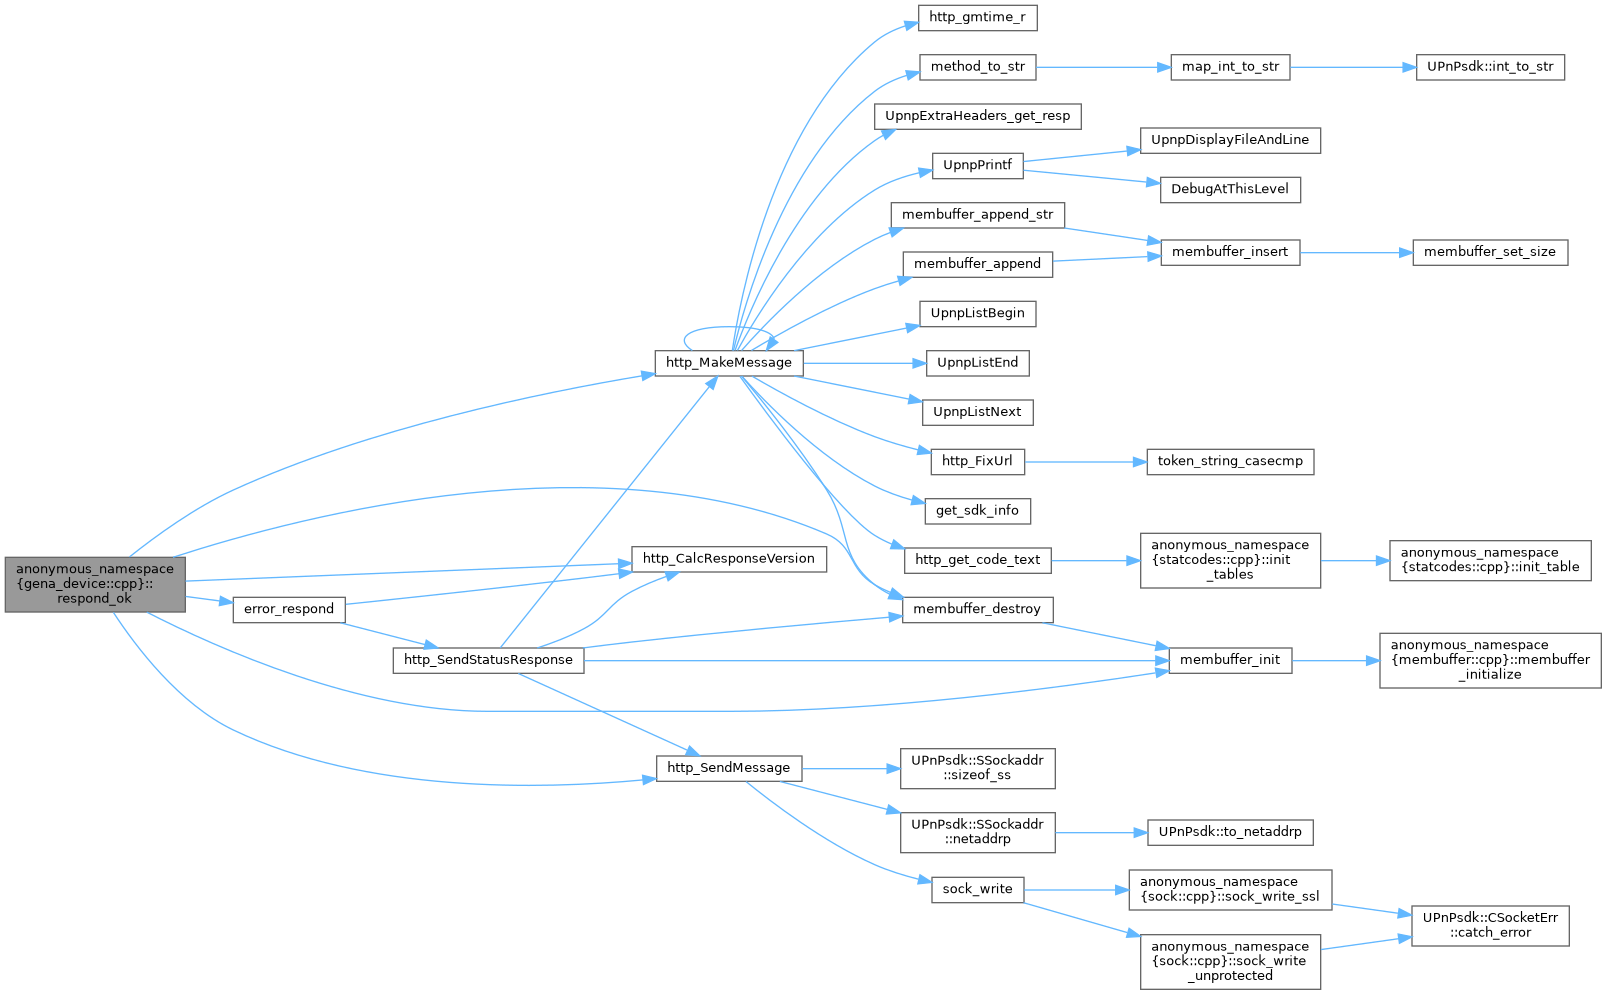 http_gmtime_r
method_to_str
map_int_to_str
UPnPsdk::int_to_str
UpnpExtraHeaders_get_resp
UpnpDisplayFileAndLine
UpnpPrintf
DebugAtThisLevel
membuffer_append_str
membuffer_insert
membuffer_set_size
membuffer_append
UpnpListBegin
http_MakeMessage
UpnpListEnd
UpnpListNext
http_FixUrl
token_string_casecmp
get_sdk_info
http_CalcResponseVersion
http_get_code_text
anonymous_namespace
{statcodes::cpp}::init
_tables
anonymous_namespace
{statcodes::cpp}::init_table
anonymous_namespace
{gena_device::cpp}::
respond_ok
error_respond
membuffer_destroy
http_SendStatusResponse
membuffer_init
anonymous_namespace
{membuffer::cpp}::membuffer
_initialize
http_SendMessage
UPnPsdk::SSockaddr
::sizeof_ss
UPnPsdk::SSockaddr
::netaddrp
UPnPsdk::to_netaddrp
sock_write
anonymous_namespace
{sock::cpp}::sock_write_ssl
UPnPsdk::CSocketErr
::catch_error
anonymous_namespace
{sock::cpp}::sock_write
_unprotected